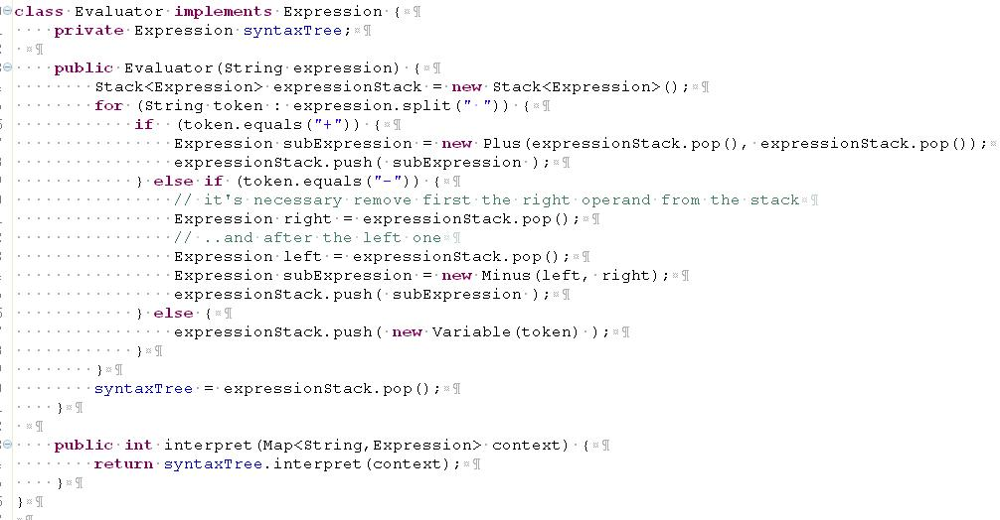 class Evaluator implements Expression {
    private Expression syntaxTree;

    public Evaluator(String expression) {
        Stack<Expression> expressionStack = new Stack<Expression>();
        for (String token : expression.split(" ")) {
            if  (token.equals("+")) {
                Expression subExpression = new Plus(expressionStack.pop(), expressionStack.pop());
                expressionStack.push( subExpression );
            } else if (token.equals("-")) {
                // it's necessary remove first the right operand from the stack
                Expression right = expressionStack.pop();
                // ..and after the left one
                Expression left = expressionStack.pop();
                Expression subExpression = new Minus(left, right);
                expressionStack.push( subExpression );
            } else {
                expressionStack.push( new Variable(token) );
            }
        }
        syntaxTree = expressionStack.pop();
    }

    public int interpret(Map<String,Expression> context) {
        return syntaxTree.interpret(context);
    }
}